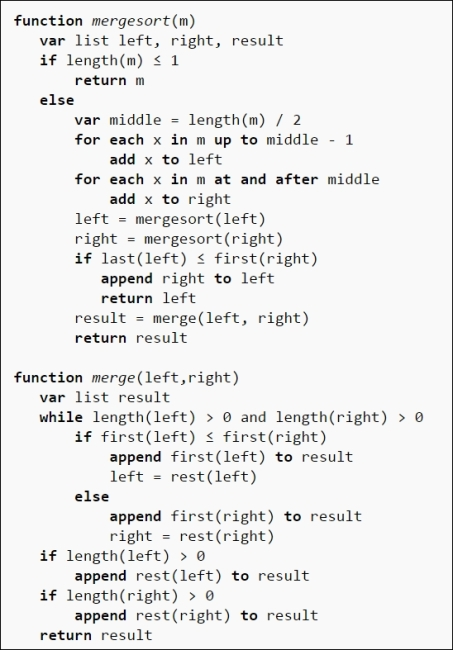 function mergesort(m)
var list left, right, result
if length(m) ≤ 1
return m
else
var middle = length(m) / 2
for each x in m up to middle - 1
add x to left
for each x in m at and after middle
add x to right
left = mergesort(left)
right = mergesort(right)
if last(left) ≤ first(right)
append right to left
return left
result = merge(left, right)
return result
function merge(left,right)
var list result
while length(left) > 0 and length(right) > 0
if first(left) ≤ first(right)
append first(left) to result
left = rest(left)
else
append first(right) to result
right = rest(right)
if length(left) > 0
append rest(left) to result
if length(right) > 0
append rest(right) to result
return result